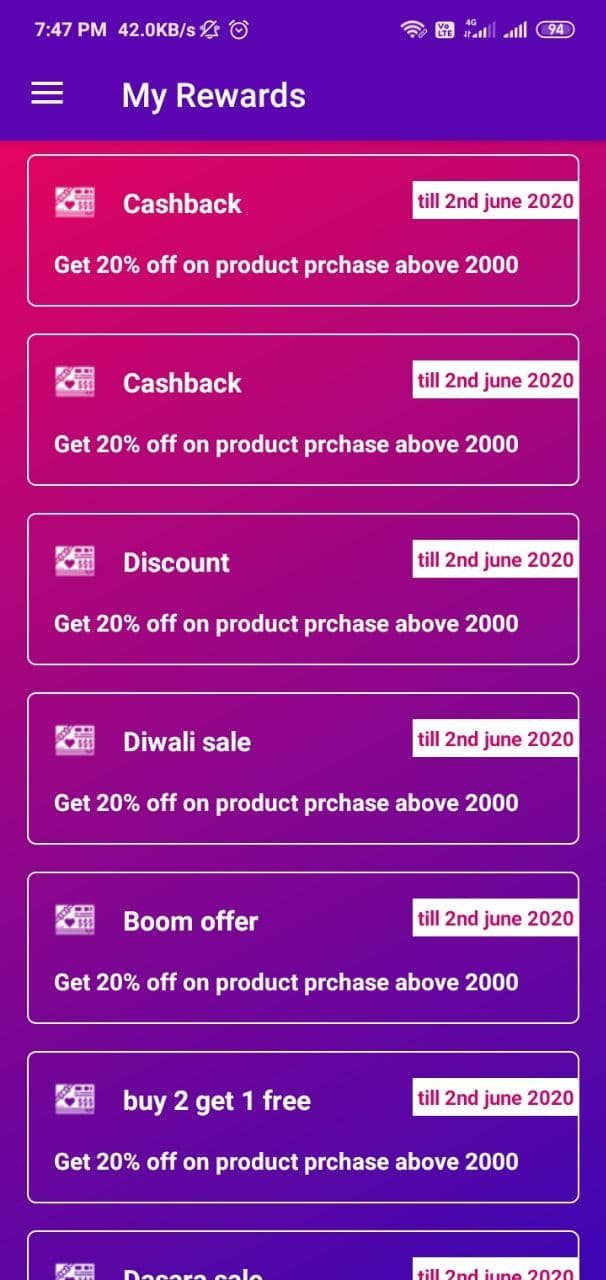 7:47 PM 42.0KB/s Vo LTE 4G 94
My Rewards
Cashback till 2nd june 2020
Get 20% off on product prchase above 2000
Cashback till 2nd june 2020
Get 20% off on product prchase above 2000
Discount till 2nd june 2020
Get 20% off on product prchase above 2000
Diwali sale till 2nd june 2020
Get 20% off on product prchase above 2000
Boom offer till 2nd june 2020
Get 20% off on product prchase above 2000
buy 2 get 1 free till 2nd june 2020
Get 20% off on product prchase above 2000
Dasara sale till 2nd june 2020